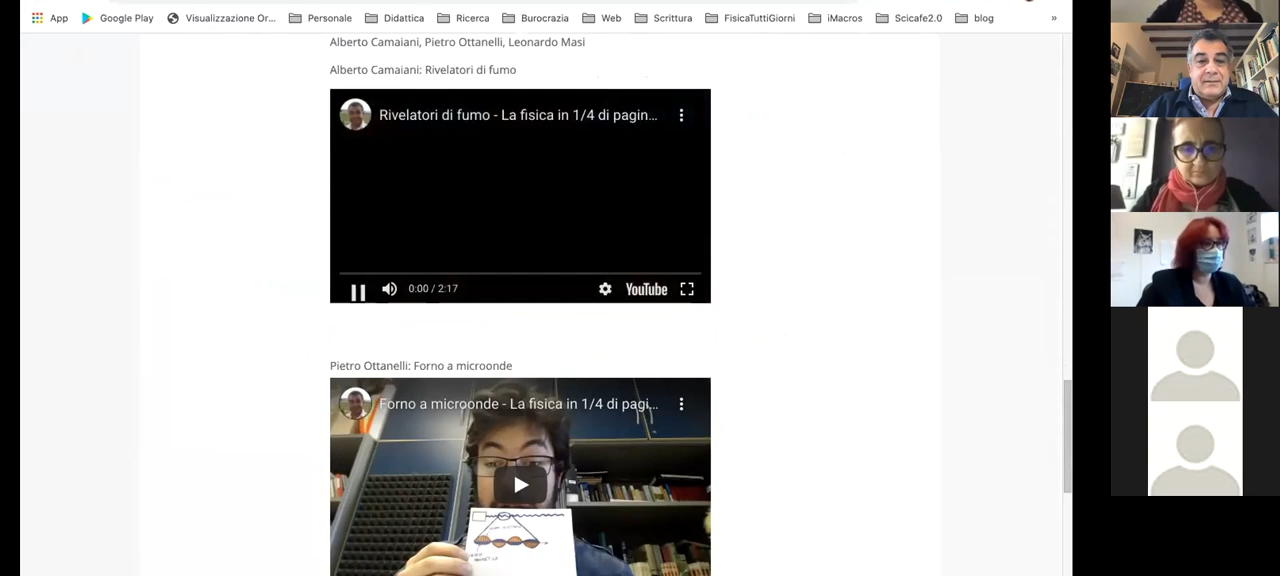 App Google Play Visualizzazione Or... Personale Didattica Ricerca Burocrazia Web Scrittura FisicaTuttiGiorni iMacros Scicafe2.0 blog »
Alberto Camaiani, Pietro Ottanelli, Leonardo Masi
Alberto Camaiani: Rivelatori di fumo
Rivelatori di fumo - La fisica in 1/4 di pagin...
0:00 / 2:17 YouTube
Pietro Ottanelli: Forno a microonde
Forno a microonde - La fisica in 1/4 di pagi...